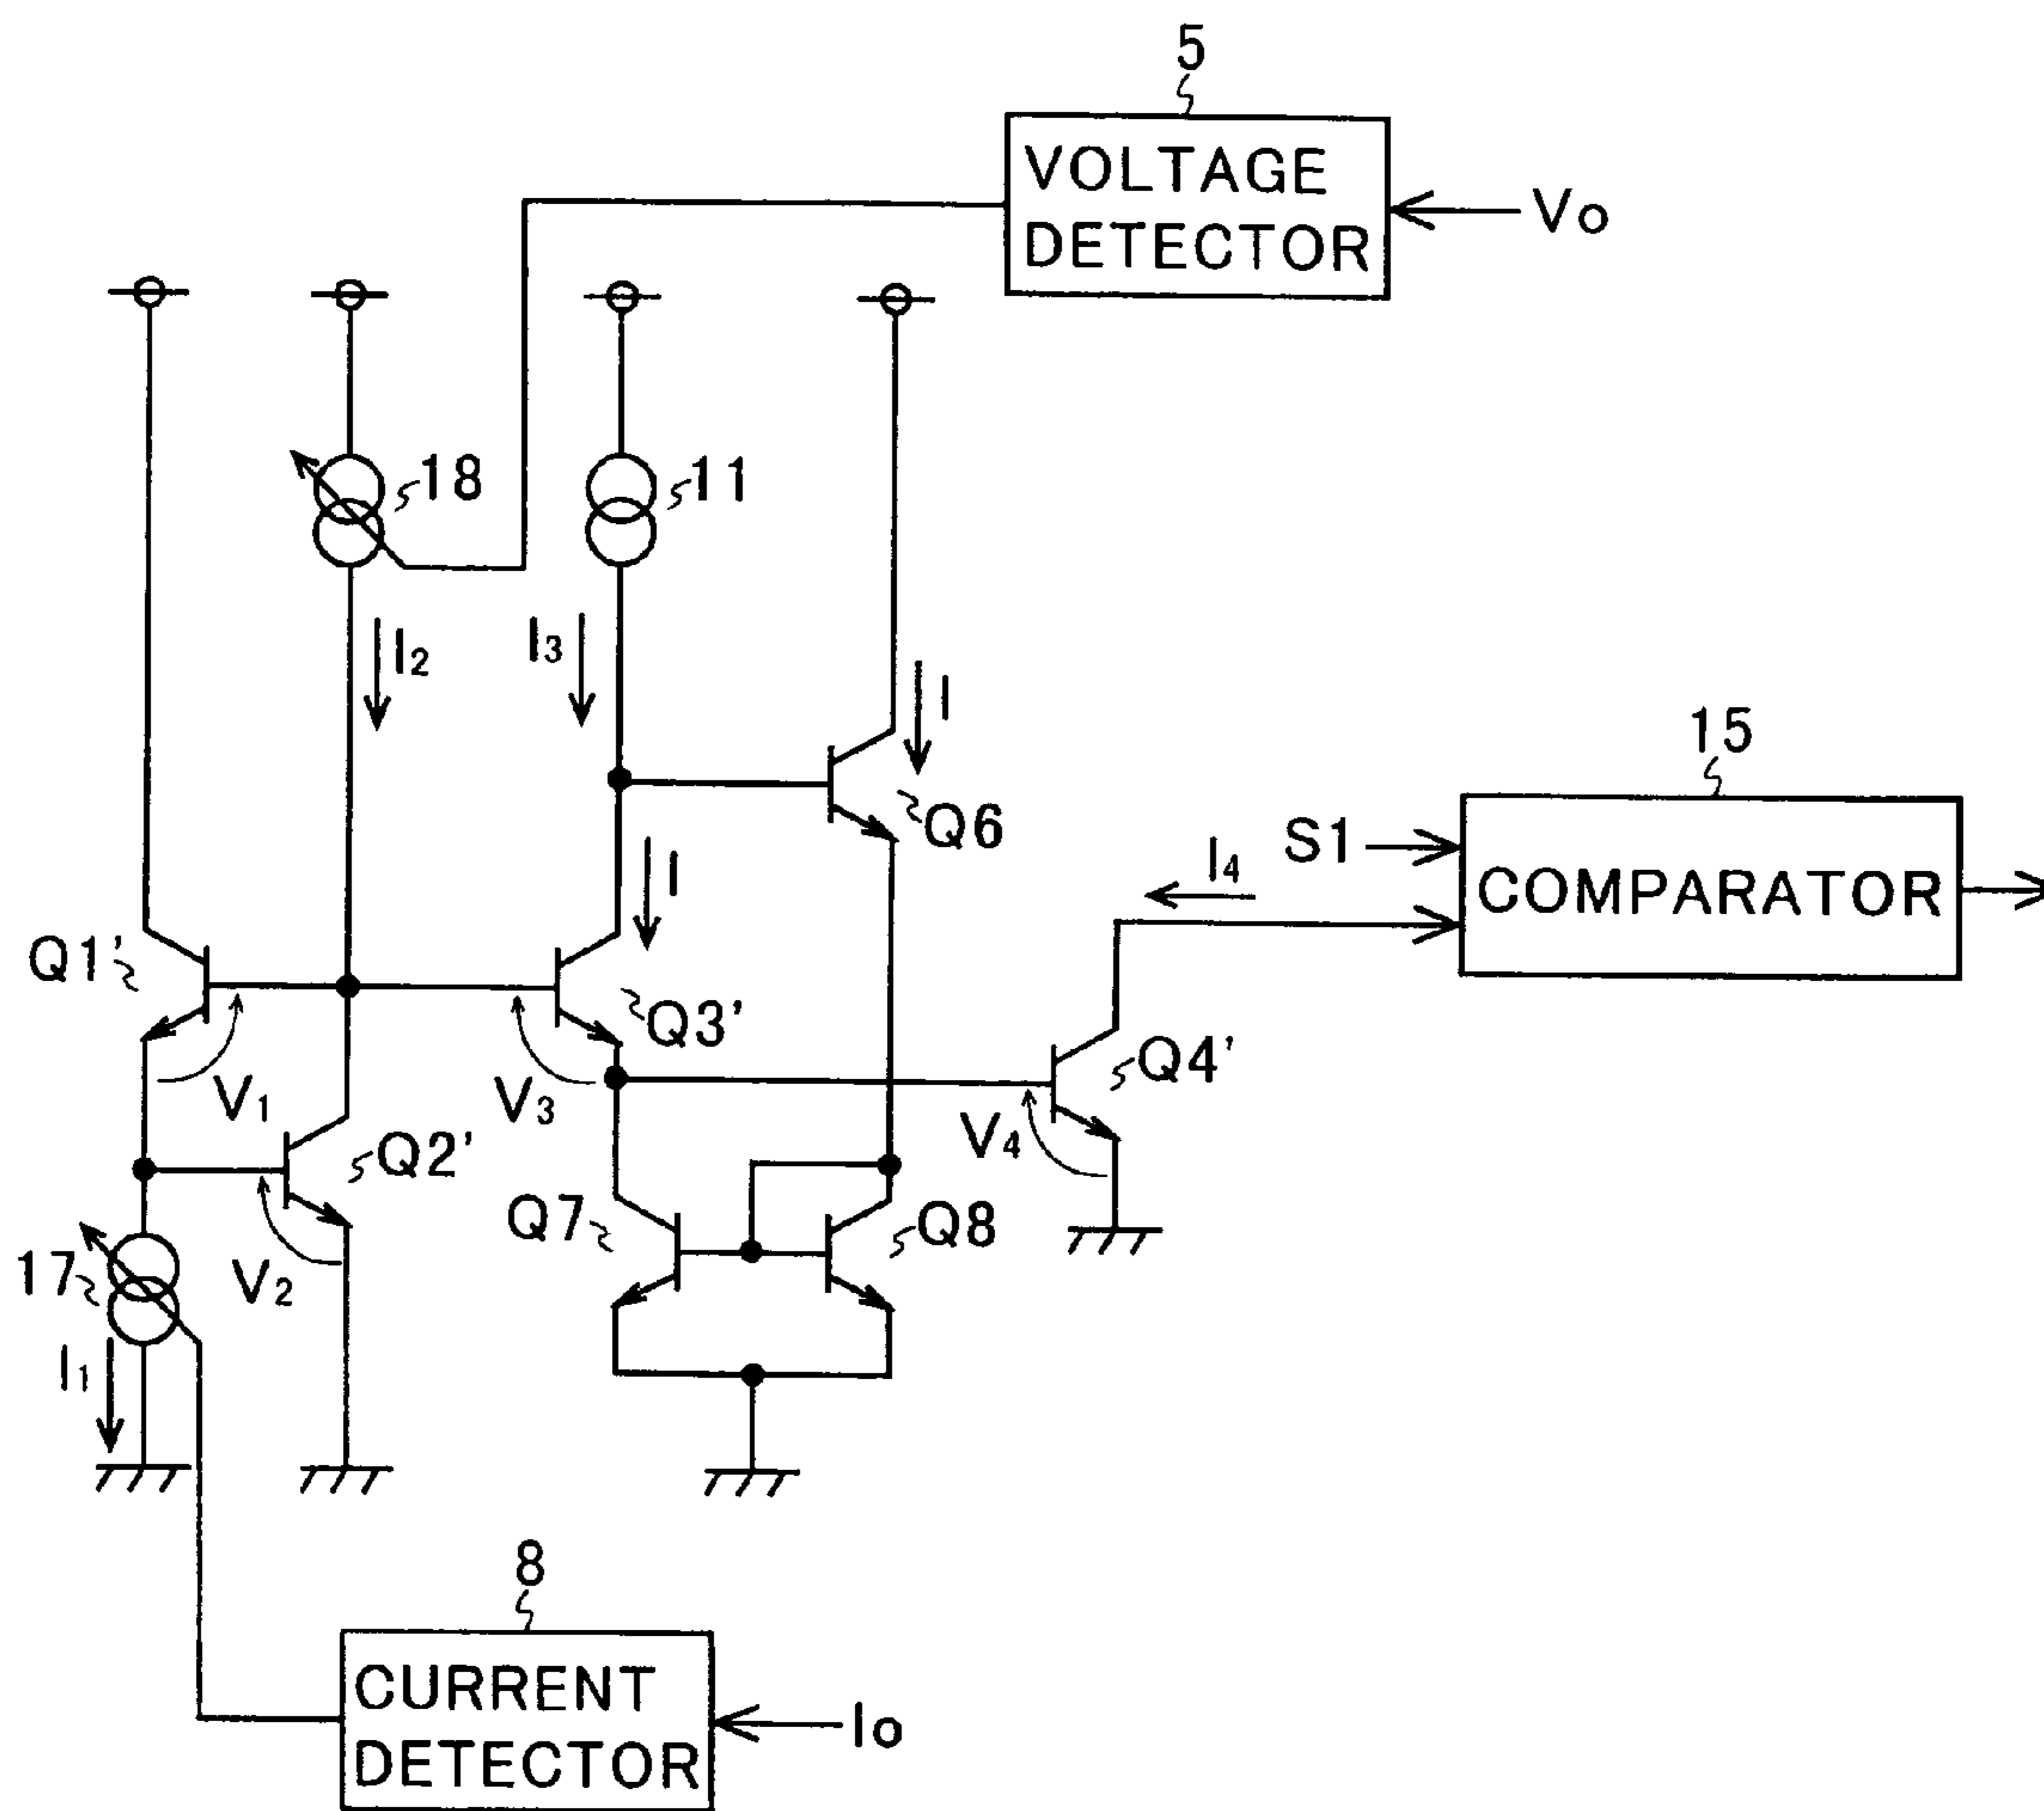 5
VOLTAGE
DETECTOR
Vo
18
11
I2
I3
I
15
Q6
S1
I4
I
COMPARATOR
Q1'
Q3'
Q4'
V1
V3
V4
Q2'
Q7
Q8
17
V2
I1
8
CURRENT
DETECTOR
Io